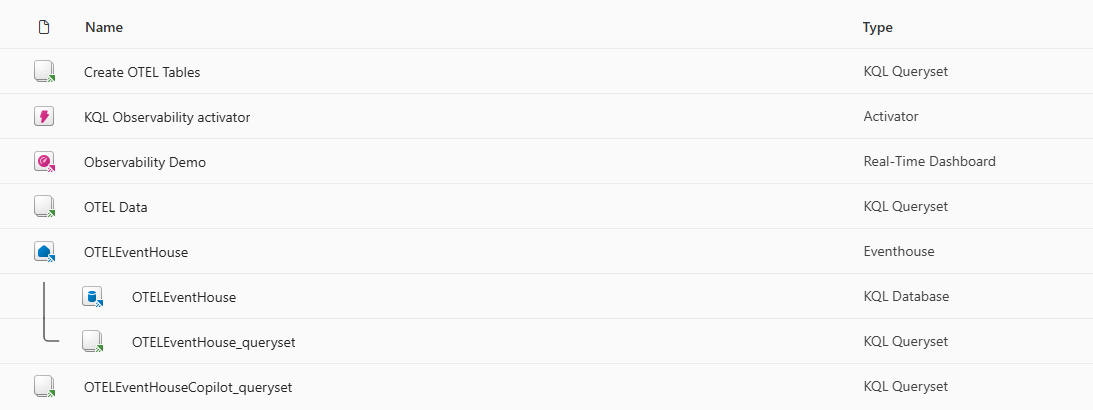 Name Type
Create OTEL Tables KQL Queryset
KQL Observability activator Activator
Observability Demo Real-Time Dashboard
OTEL Data KQL Queryset
OTELEventHouse Eventhouse
OTELEventHouse KQL Database
OTELEventHouse_queryset KQL Queryset
OTELEventHouseCopilot_queryset KQL Queryset